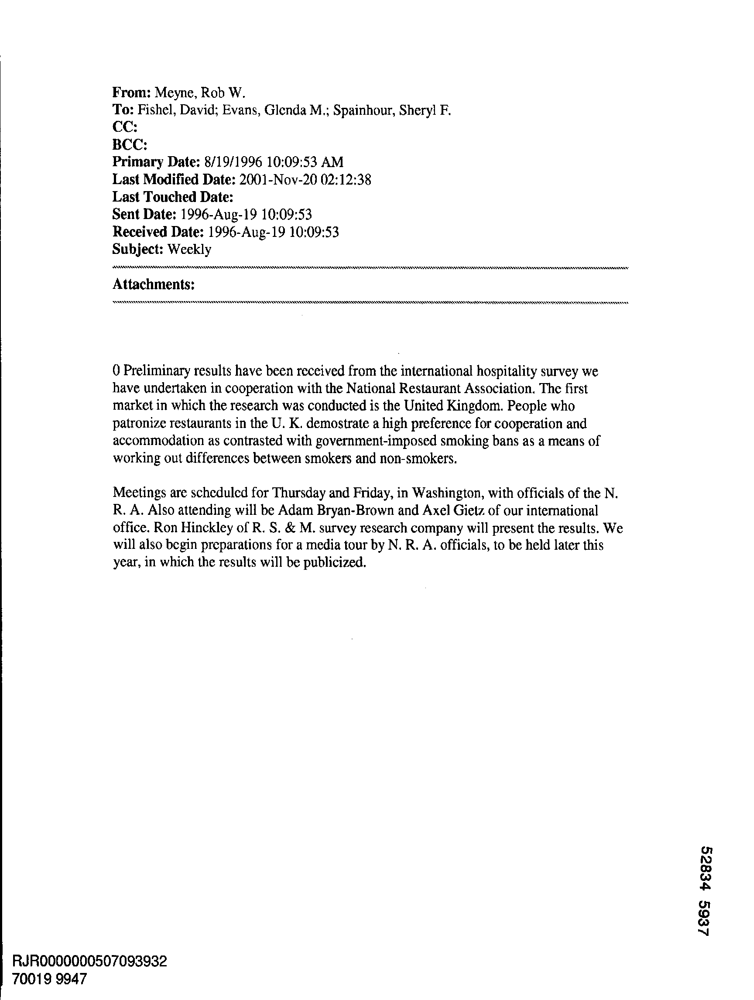 From: Meyne, Rob W.
To: Fishel, David; Evans, Glenda M.; Spainhour, Sheryl F.
CC:
BCC:
Primary Date: 8/19/1996 10:09:53 AM
Last Modified Date: 2001-Nov-20 02:12:38
Last Touched Date:
Sent Date: 1996-Aug-19 10:09:53
Received Date: 1996-Aug-19 10:09:53
Subject: Weekly
Attachments:
0 Preliminary results have been received from the international hospitality survey we
have undertaken in cooperation with the National Restaurant Association. The first
market in which the research was conducted is the United Kingdom. People who
patronize restaurants in the U. K. demostrate a high preference for cooperation and
accommodation as contrasted with government-imposed smoking bans as a means of
working out differences between smokers and non-smokers.
Meetings are scheduled for Thursday and Friday, in Washington, with officials of the N.
R. A. Also attending will be Adam Bryan-Brown and Axel Gietz of our international
office. Ron Hinckley of R. S. & M. survey research company will present the results. We
will also begin preparations for a media tour by N. R. A. officials, to be held later this
year, in which the results will be publicized.
52834 5937
RJR0000000507093932
70019 9947